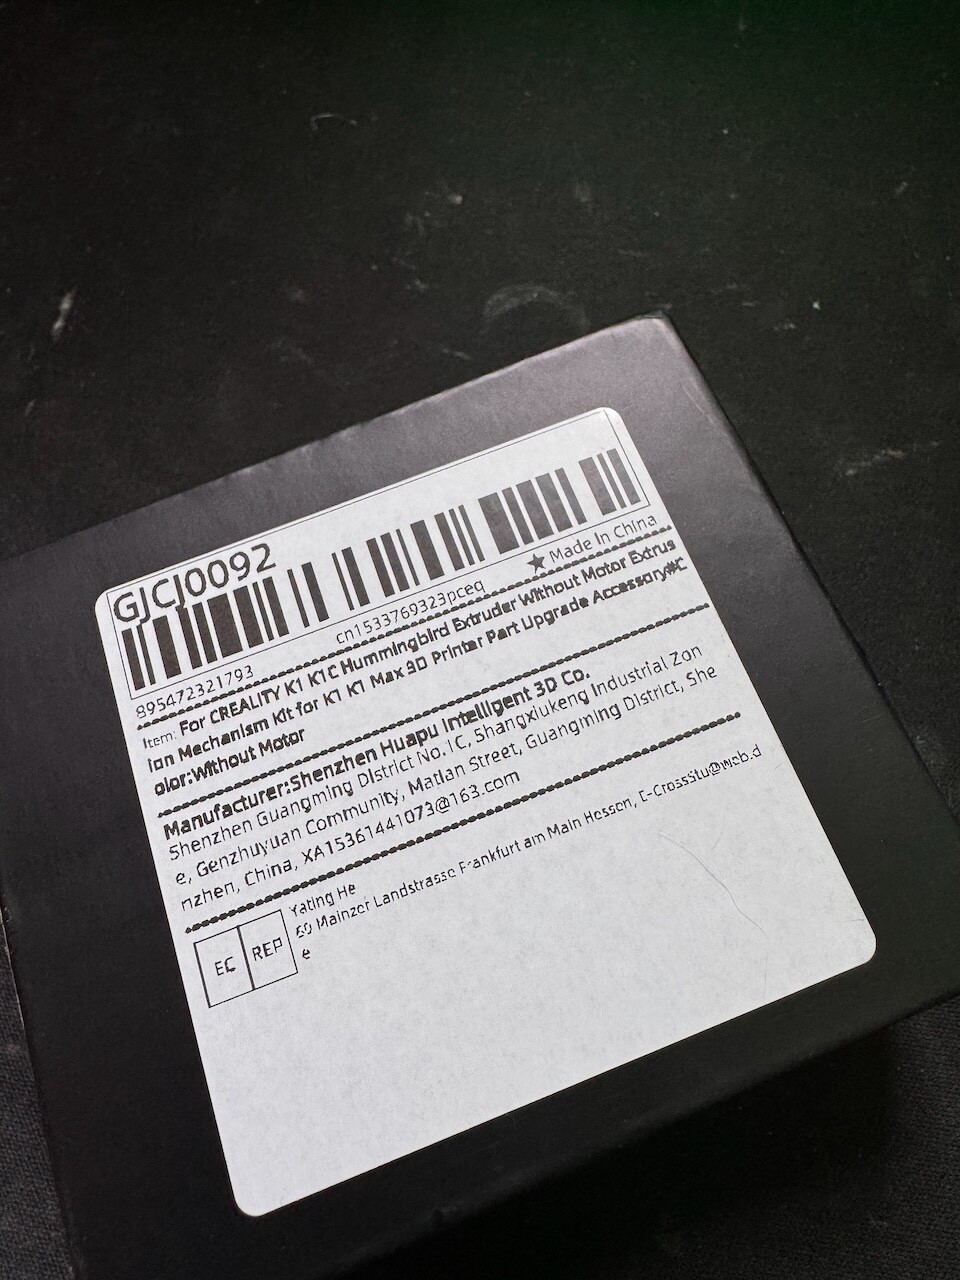 GJCJ0092
895472321793
cn1533769323pceq
★ Made In China
Item: For CREALITY K1 K1C Hummingbird Extruder Without Motor Extrus
ion Mechanism Kit for K1 K1 Max 3D Printer Part Upgrade Accessory#C
olor:Without Motor
Manufacturer:Shenzhen Huapu Intelligent 3D Co.
Shenzhen Guangming District No.1C, Shangxiukeng Industrial Zon
e, Genzhuyuan Community, Matian Street, Guangming District, She
nzhen, China, XA15361441073@163.com
EC REP
Yating He
60 Mainzer Landstrasse Frankfurt am Main Hessen, E-CrossStu@web.d
e